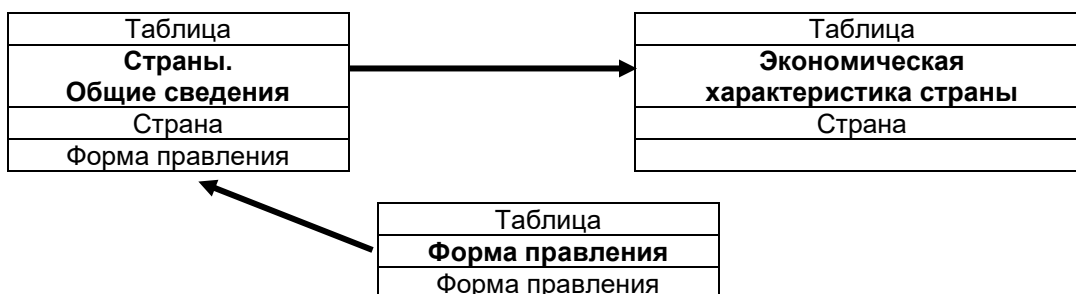 Таблица
Страны.
Общие сведения
Страна
Форма правления
Таблица
Экономическая
характеристика страны
Страна
Таблица
Форма правления
Форма правления